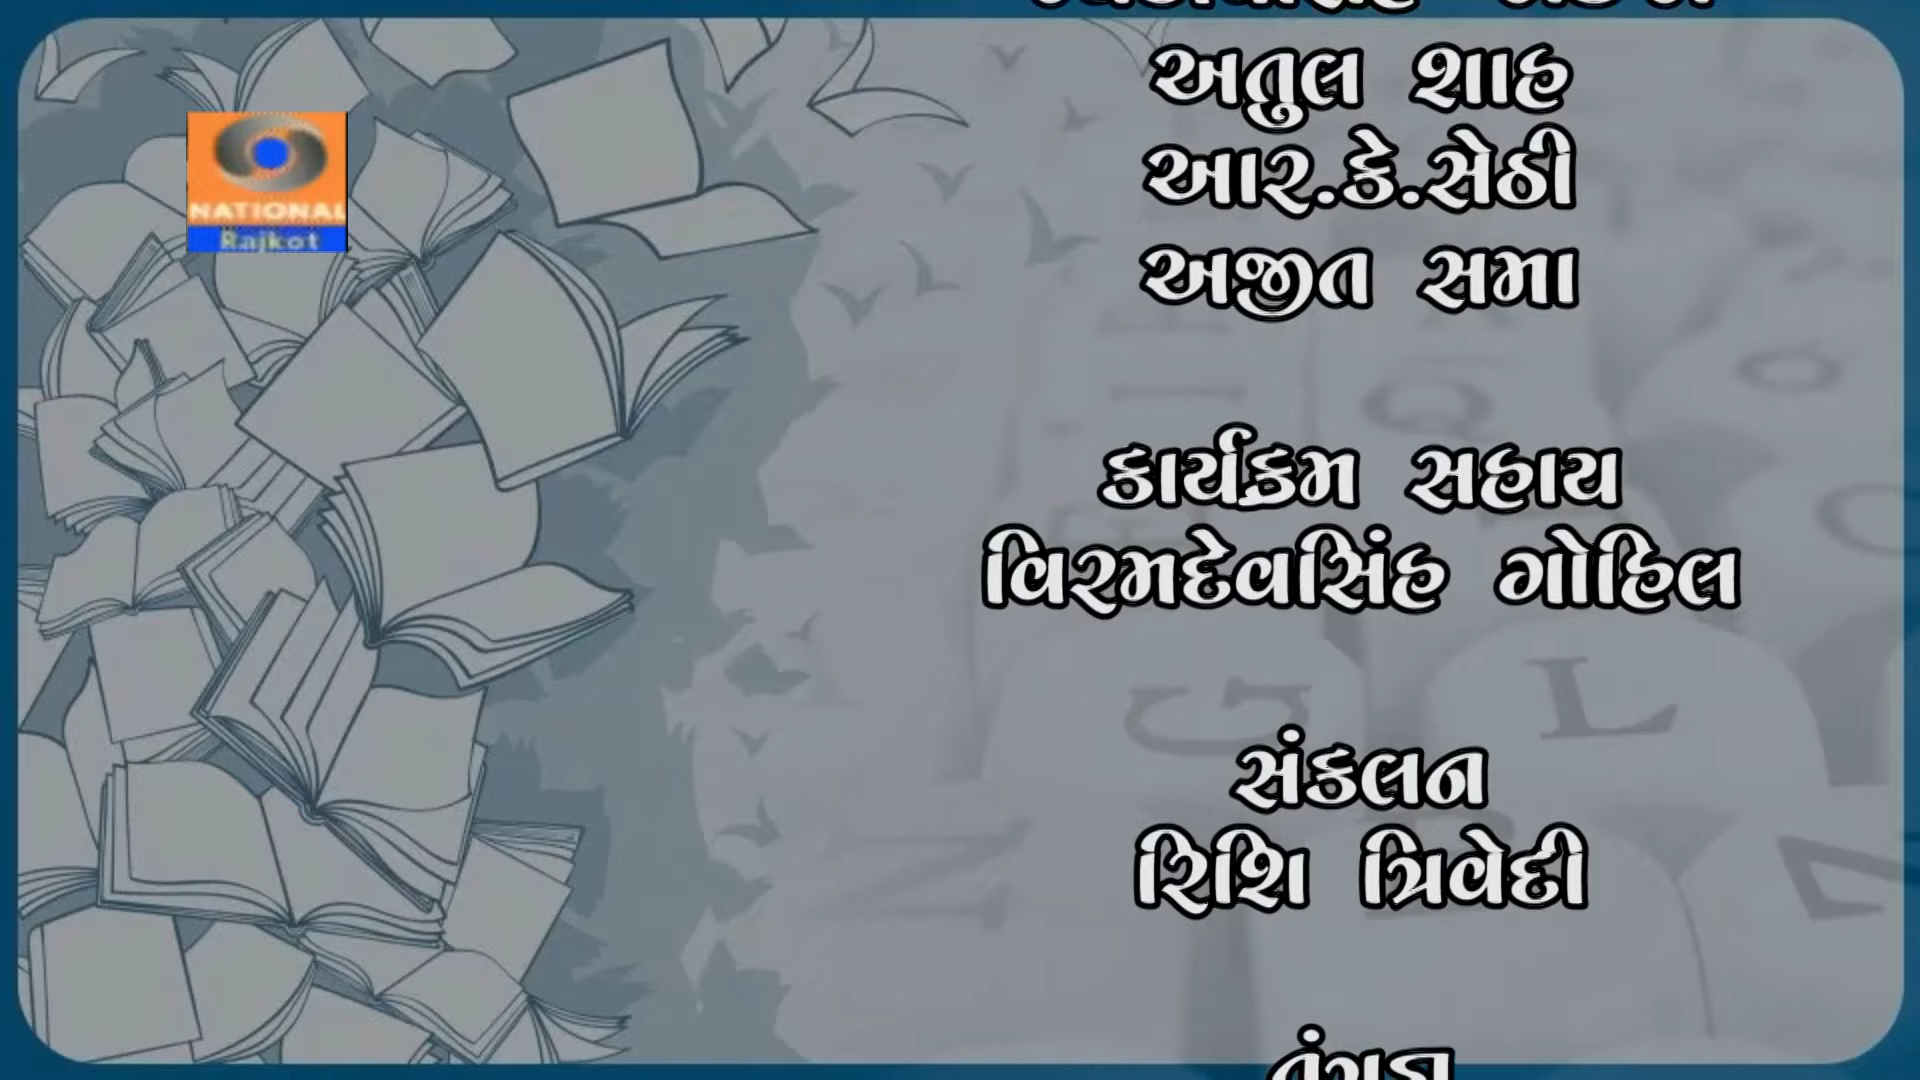 NATIONAL
Rajkot
અતુલ શાહ
આર.કે.સેઠી
અજીત સમા
કાર્યક્રમ સહાય
વિરમદેવસિંહ ગોહિલ
સંકલન
રિશિ ત્રિવેદી